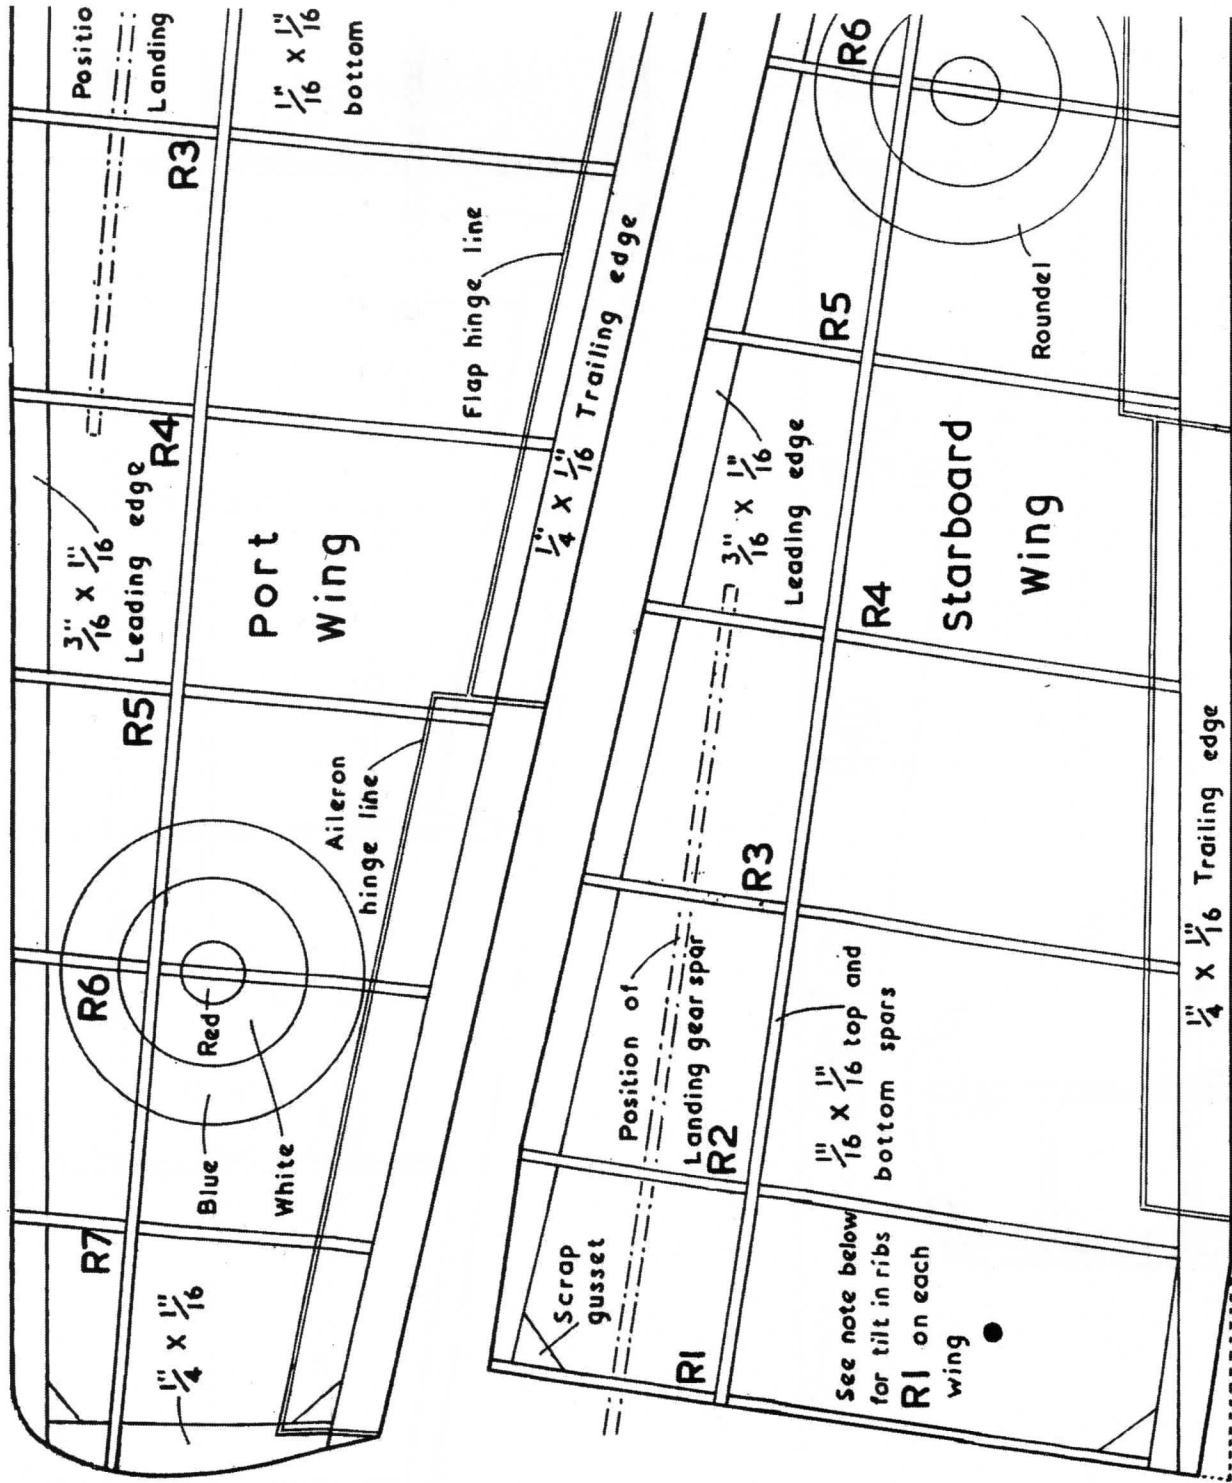 Positio
Landing
1/16" X 1/16"
bottom
R3
R4
3/16" X 1/16"
Leading edge
Port
Wing
Flap hinge line
1/4" X 1/16" Trailing edge
R5
Aileron
hinge line
R6
Red
Blue
White
R7
1/4" X 1/16"
R6
Roundel
R5
3/16" X 1/16"
Leading edge
Starboard
Wing
R4
R3
Position of
Landing gear spar
R2
1/16" X 1/16" top and
bottom spars
1/4" X 1/16 Trailing edge
Scrap
gusset
R1
See note below
for tilt in ribs
R1 on each
wing